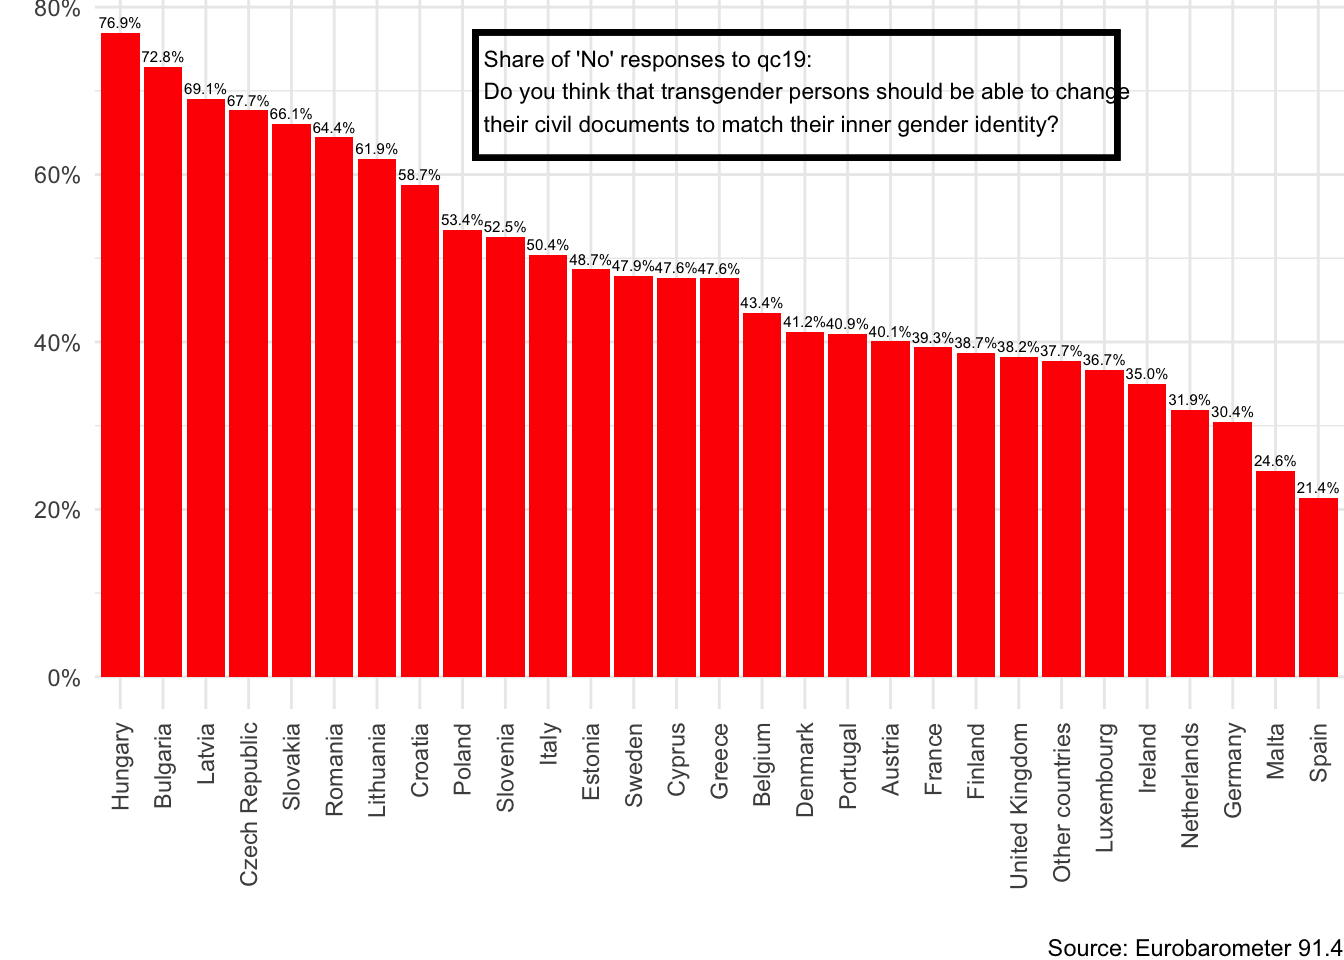 80%
60%
40%
20%
0%
Share of 'No' responses to qc19:
Do you think that transgender persons should be able to change
their civil documents to match their inner gender identity?
76.9%
72.8%
69.1%
67.7%
66.1%
64.4%
61.9%
58.7%
53.4%
52.5%
50.4%
48.7%
47.9%
47.6%
47.6%
43.4%
41.2%
40.9%
40.1%
39.3%
38.7%
38.2%
37.7%
36.7%
35.0%
31.9%
30.4%
24.6%
21.4%
Hungary
Bulgaria
Latvia
Czech Republic
Slovakia
Romania
Lithuania
Croatia
Poland
Slovenia
Italy
Estonia
Sweden
Cyprus
Greece
Belgium
Denmark
Portugal
Austria
France
Finland
United Kingdom
Other countries
Luxembourg
Ireland
Netherlands
Germany
Malta
Spain
Source: Eurobarometer 91.4